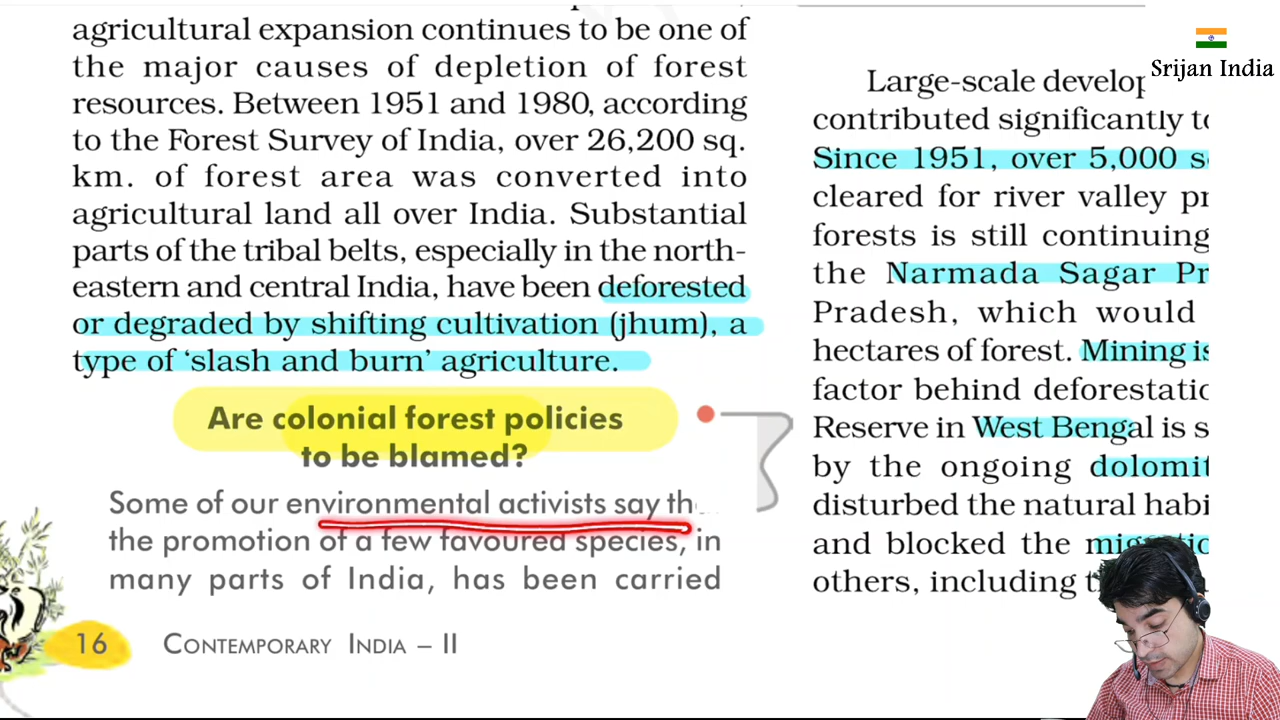 agricultural expansion continues to be one of
the major causes of depletion of forest
resources. Between 1951 and 1980, according
to the Forest Survey of India, over 26,200 sq.
km. of forest area was converted into
agricultural land all over India. Substantial
parts of the tribal belts, especially in the north-
eastern and central India, have been deforested
or degraded by shifting cultivation (jhum), a
type of ‘slash and burn’ agriculture.
Are colonial forest policies
to be blamed?
Some of our environmental activists say
the promotion of a few favoured species, in
many parts of India, has been carried
16 CONTEMPORARY INDIA – II
Large-scale
contributed significantly
Since 1951, over 5,000
cleared for river valley
forests is still continuing
the Narmada Sagar
Pradesh, which would
hectares of forest. Mining
factor behind
Reserve in West Bengal is
by the ongoing
disturbed the natural
and blocked the
others, including
Srijan India